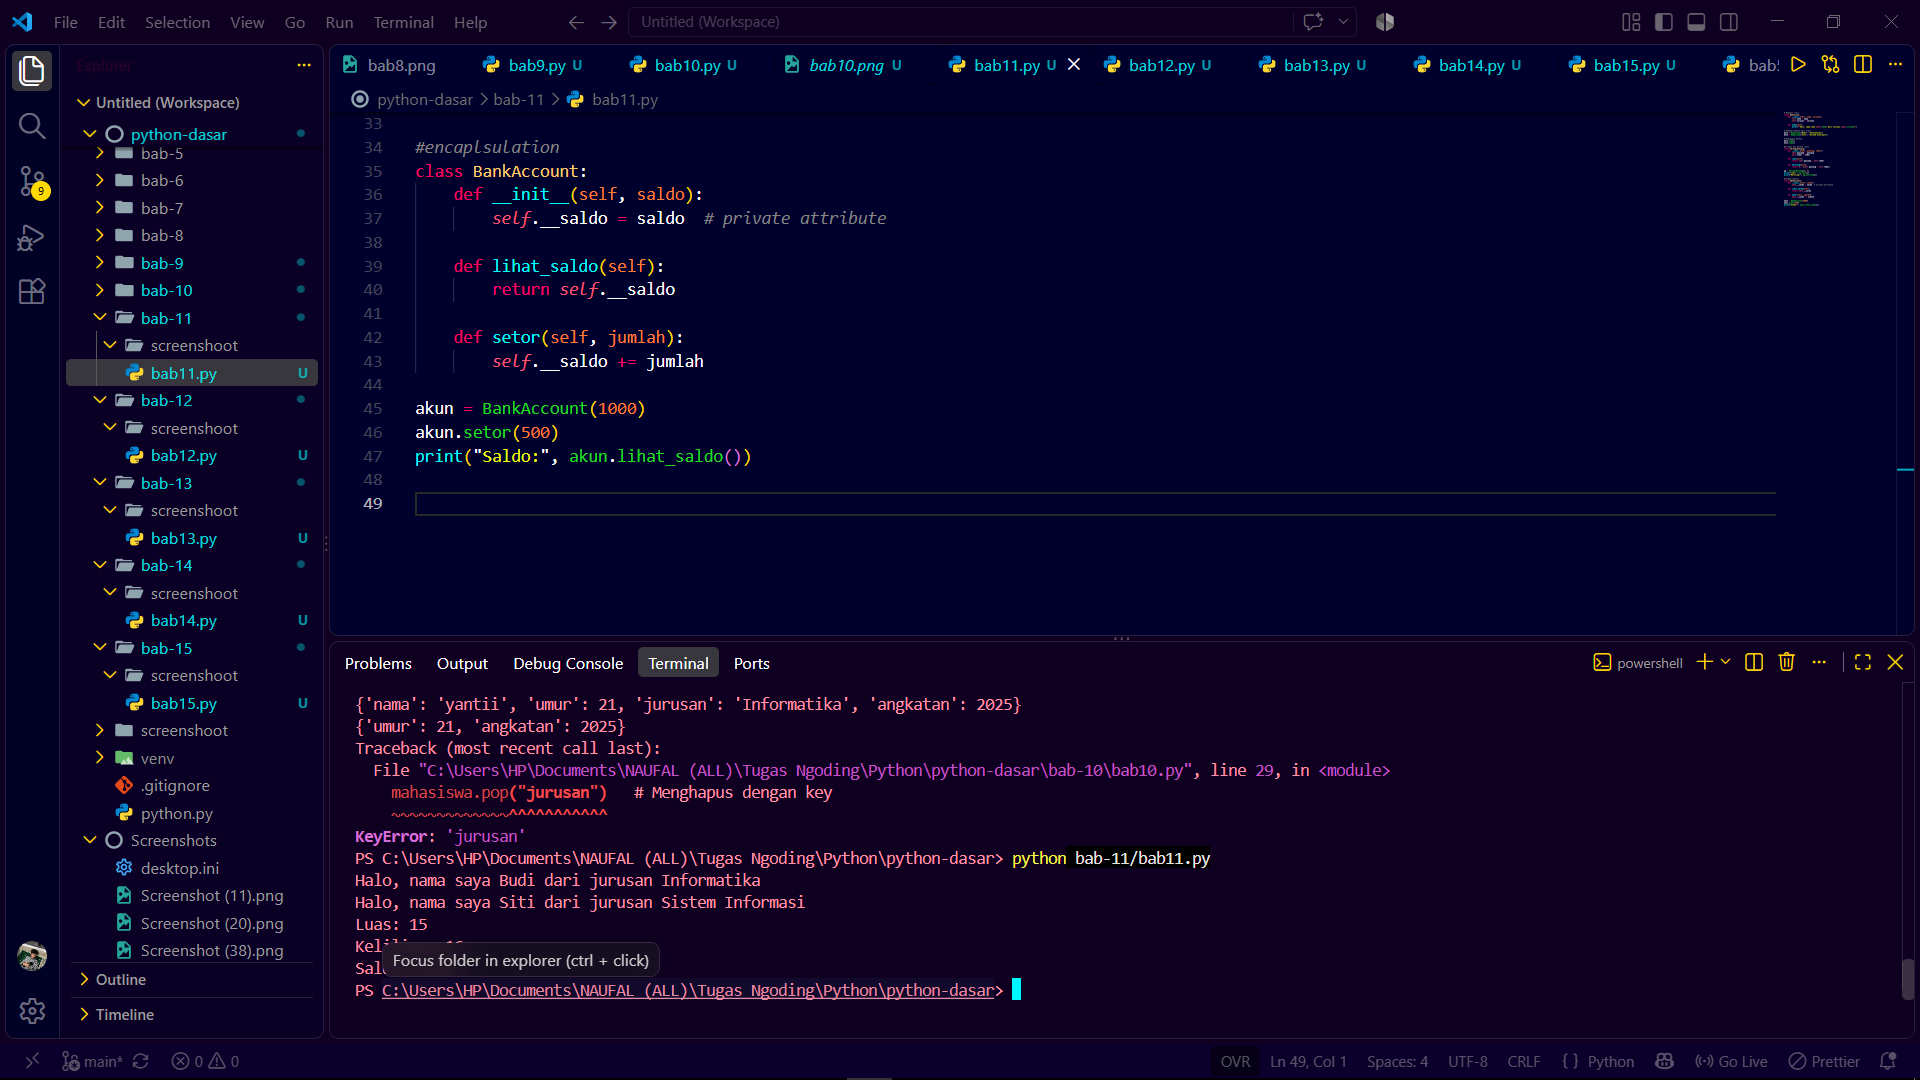 File Edit Selection View Go Run Terminal Help
Untitled (Workspace)
Explorer
bab8.png
bab9.py U
bab10.py U
bab10.png U
bab11.py U
bab12.py U
bab13.py U
bab14.py U
bab15.py U
python-dasar > bab-11 > bab11.py
Untitled (Workspace)
python-dasar
bab-5
bab-6
bab-7
bab-8
bab-9
bab-10
bab-11
screenshoot
bab11.py U
bab-12
screenshoot
bab12.py U
bab-13
screenshoot
bab13.py U
bab-14
screenshoot
bab14.py U
bab-15
screenshoot
bab15.py U
screenshoot
venv
.gitignore
python.py
Screenshots
desktop.ini
Screenshot (11).png
Screenshot (20).png
Screenshot (38).png
Outline
Timeline
9
33
34 #encaplsulation
35 class BankAccount:
36 def __init__(self, saldo):
37 self.__saldo = saldo # private attribute
38
39 def lihat_saldo(self):
40 return self.__saldo
41
42 def setor(self, jumlah):
43 self.__saldo += jumlah
44
45 akun = BankAccount(1000)
46 akun.setor(500)
47 print("Saldo:", akun.lihat_saldo())
48
49
Problems Output Debug Console Terminal Ports
powershell
{'nama': 'yantii', 'umur': 21, 'jurusan': 'Informatika', 'angkatan': 2025}
{'umur': 21, 'angkatan': 2025}
Traceback (most recent call last):
File "C:\Users\HP\Documents\NAUFAL (ALL)\Tugas Ngoding\Python\python-dasar\bab-10\bab10.py", line 29, in <module>
mahasiswa.pop("jurusan") # Menghapus dengan key
~~~~~~~~~~~~~^^^^^^^^^^^
KeyError: 'jurusan'
PS C:\Users\HP\Documents\NAUFAL (ALL)\Tugas Ngoding\Python\python-dasar> python bab-11/bab11.py
Halo, nama saya Budi dari jurusan Informatika
Halo, nama saya Siti dari jurusan Sistem Informasi
Luas: 15
Focus folder in explorer (ctrl + click)
PS C:\Users\HP\Documents\NAUFAL (ALL)\Tugas Ngoding\Python\python-dasar>
main* 0 0
OVR Ln 49, Col 1 Spaces: 4 UTF-8 CRLF { } Python Go Live Prettier